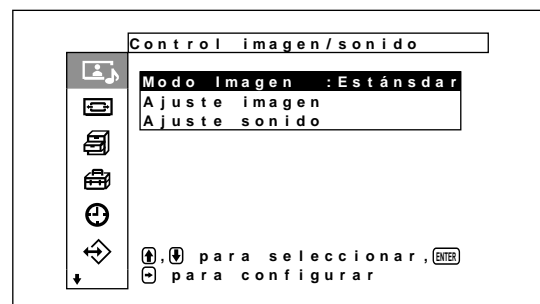 Control imagen/sonido
Modo Imagen :Estánsdar
Ajuste imagen
Ajuste sonido
, para seleccionar, ENTER
para configurar